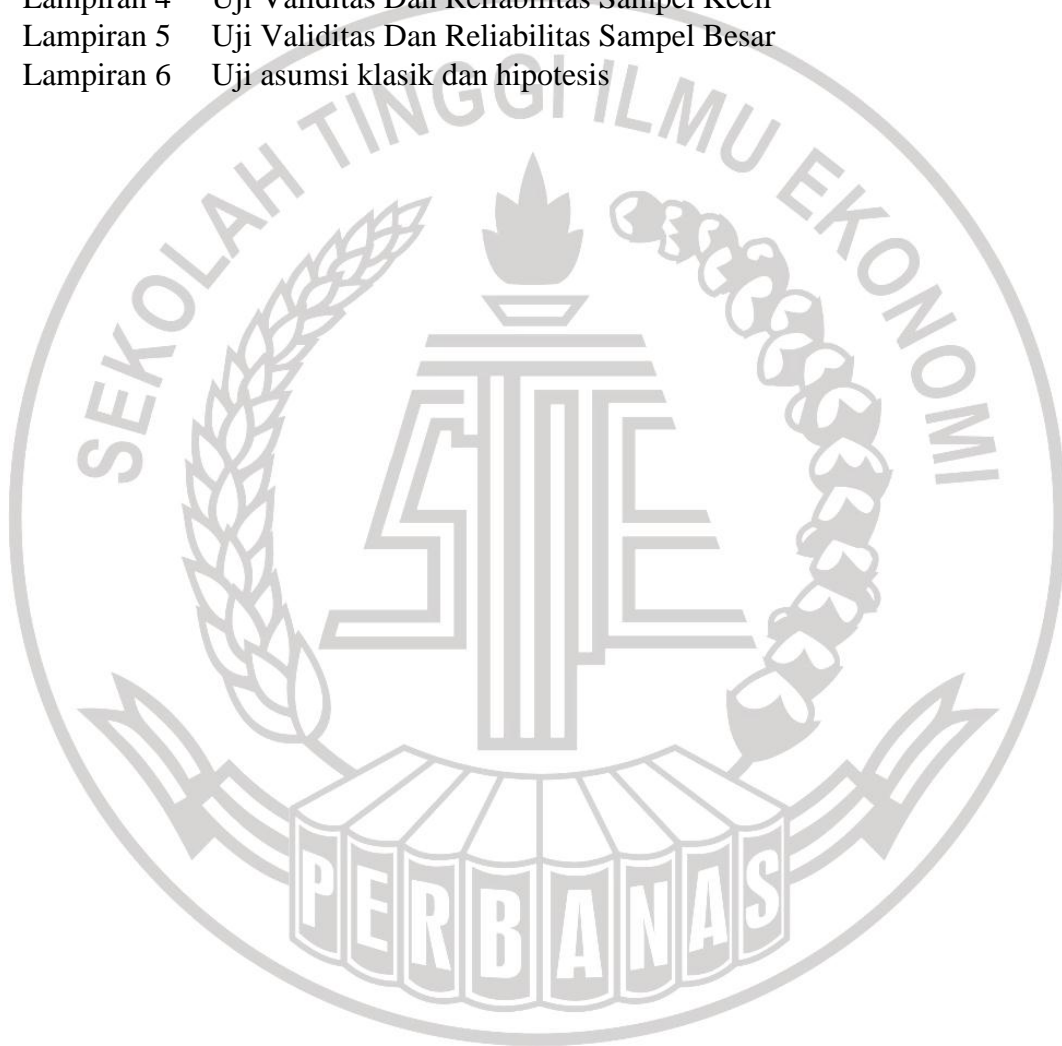 Lampiran 4 Uji Validitas Dan Reliabilitas Sampel Kecil
Lampiran 5 Uji Validitas Dan Reliabilitas Sampel Besar
Lampiran 6 Uji asumsi klasik dan hipotesis
SEKOLAH TINGGI ILMU EKONOMI
STIE
PERBANAS